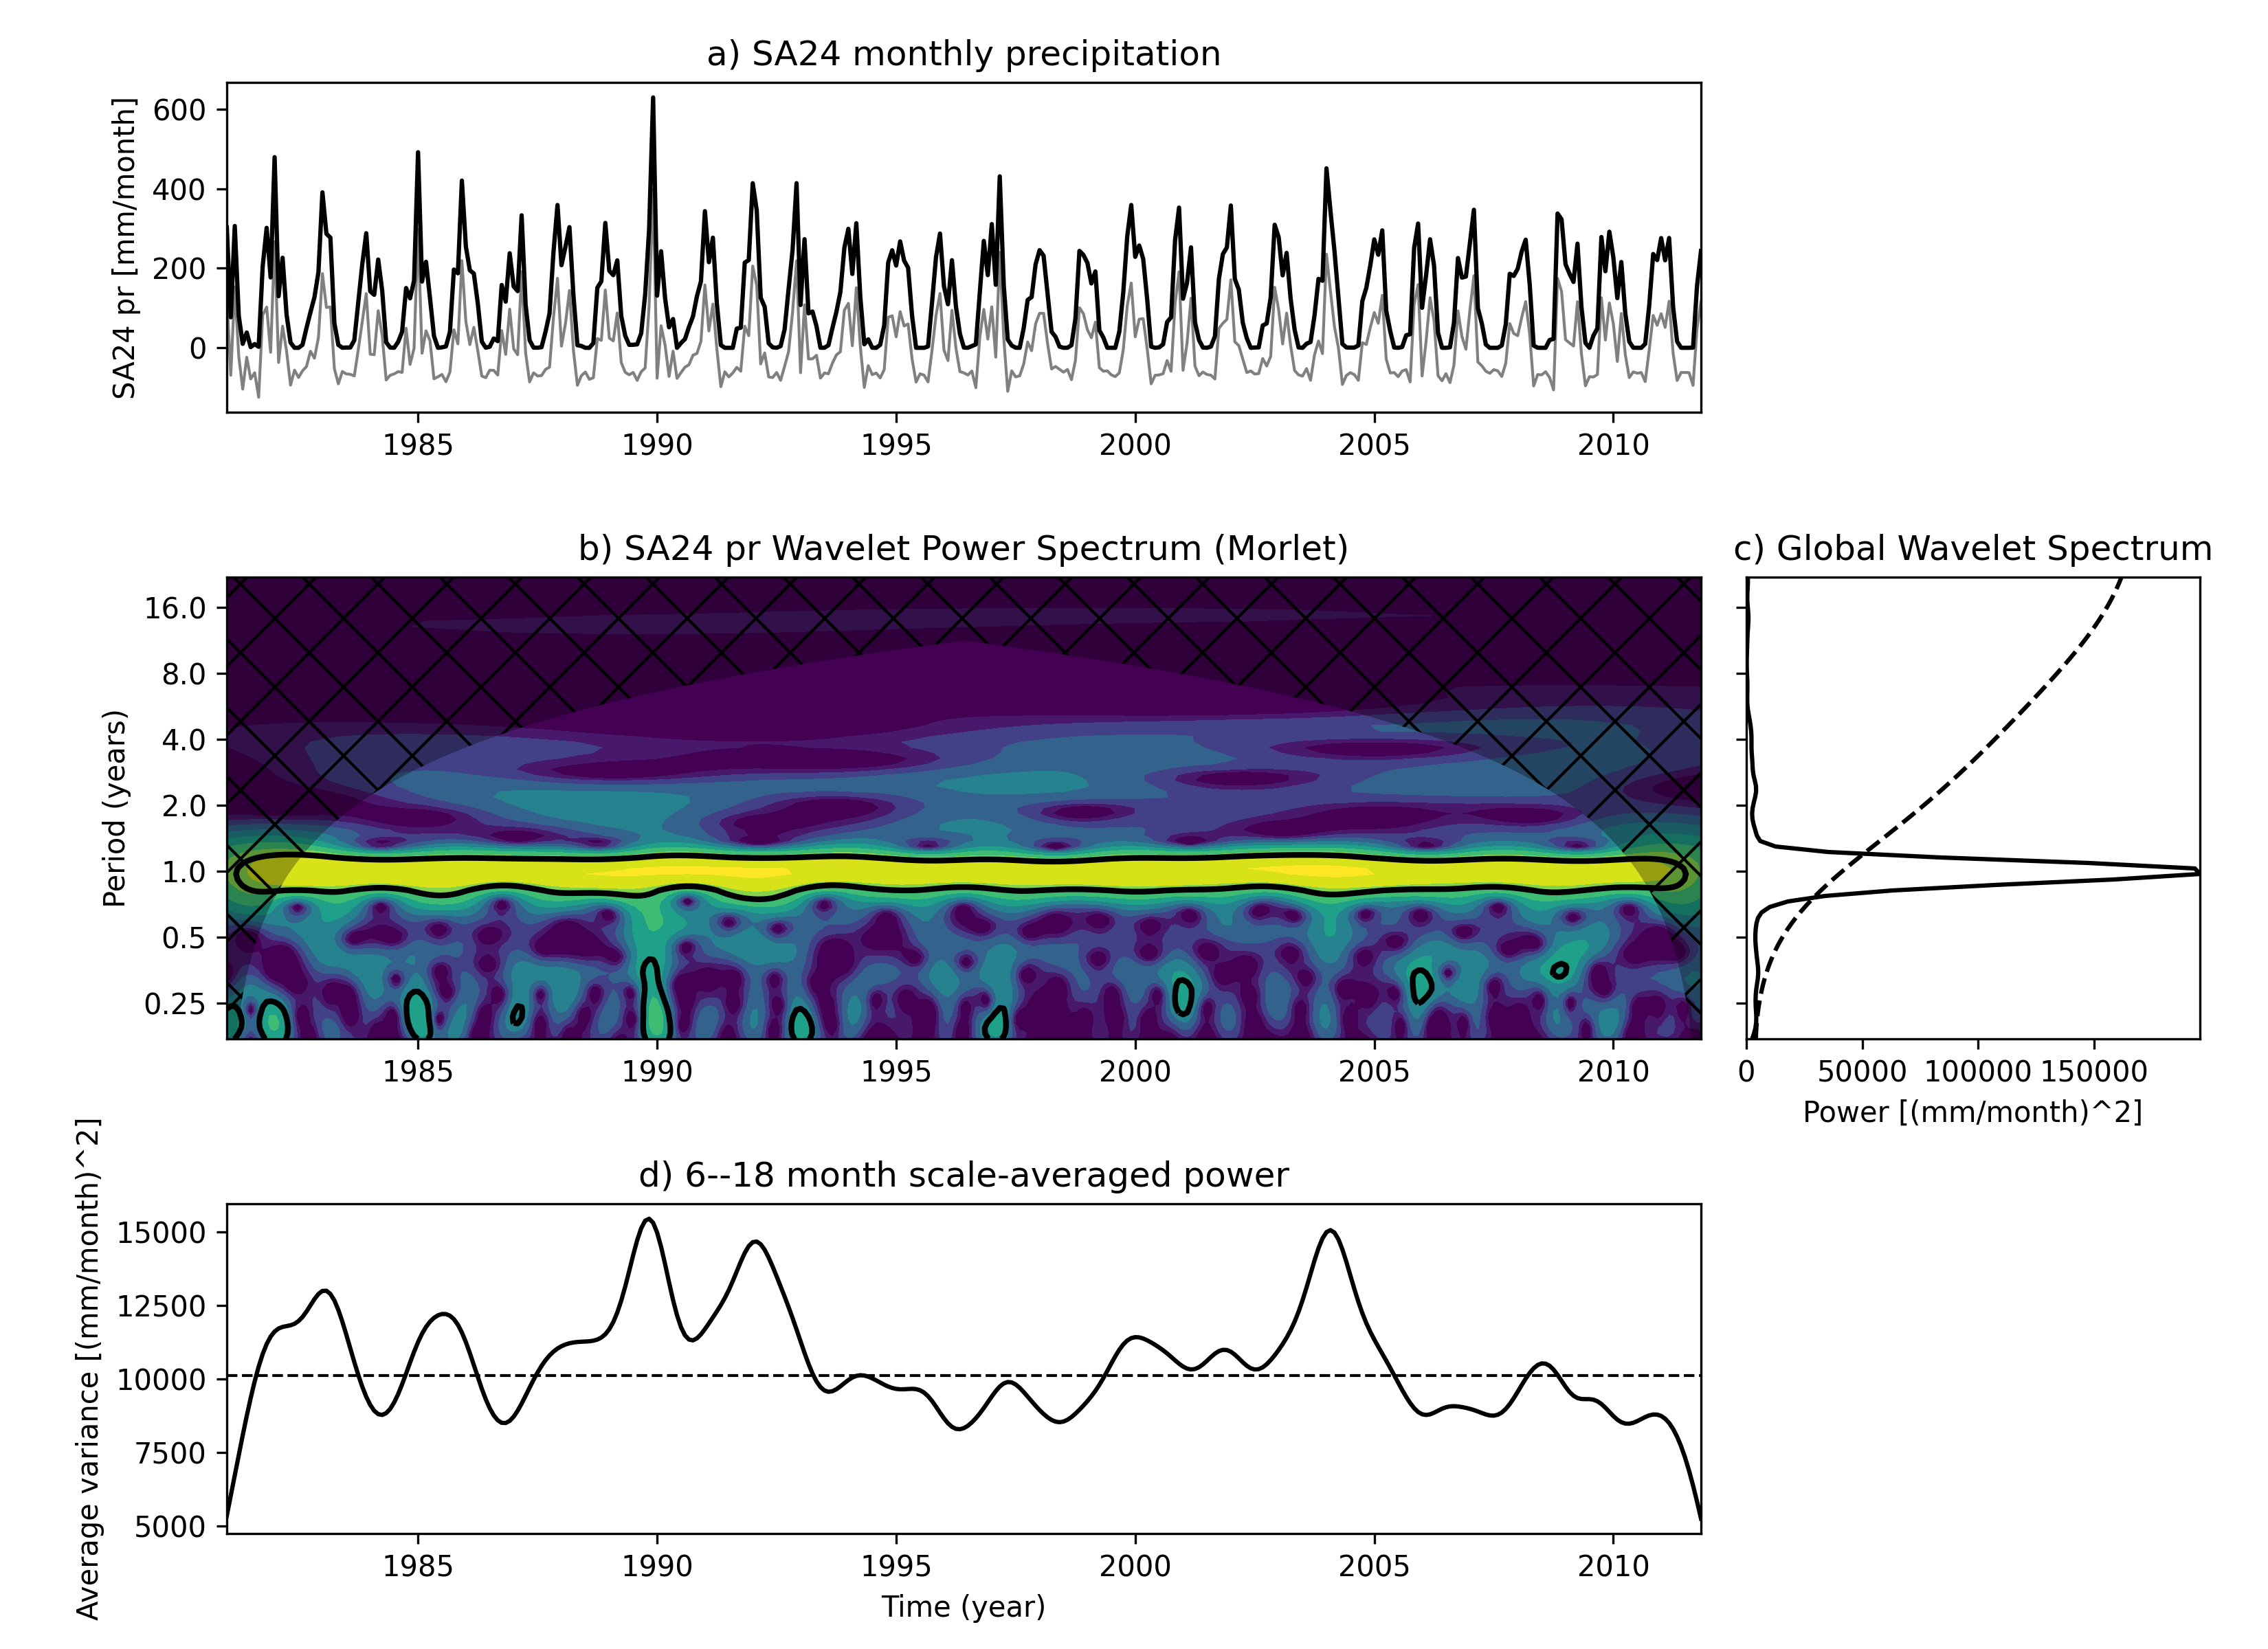 a) SA24 monthly precipitation
SA24 pr [mm/month]
600
400
200
0
1985 1990 1995 2000 2005 2010
b) SA24 pr Wavelet Power Spectrum (Morlet)
Period (years)
16.0
8.0
4.0
2.0
1.0
0.5
0.25
1985 1990 1995 2000 2005 2010
c) Global Wavelet Spectrum
0 50000 100000 150000
Power [(mm/month)^2]
d) 6--18 month scale-averaged power
Average variance [(mm/month)^2]
15000
12500
10000
7500
5000
1985 1990 1995 2000 2005 2010
Time (year)